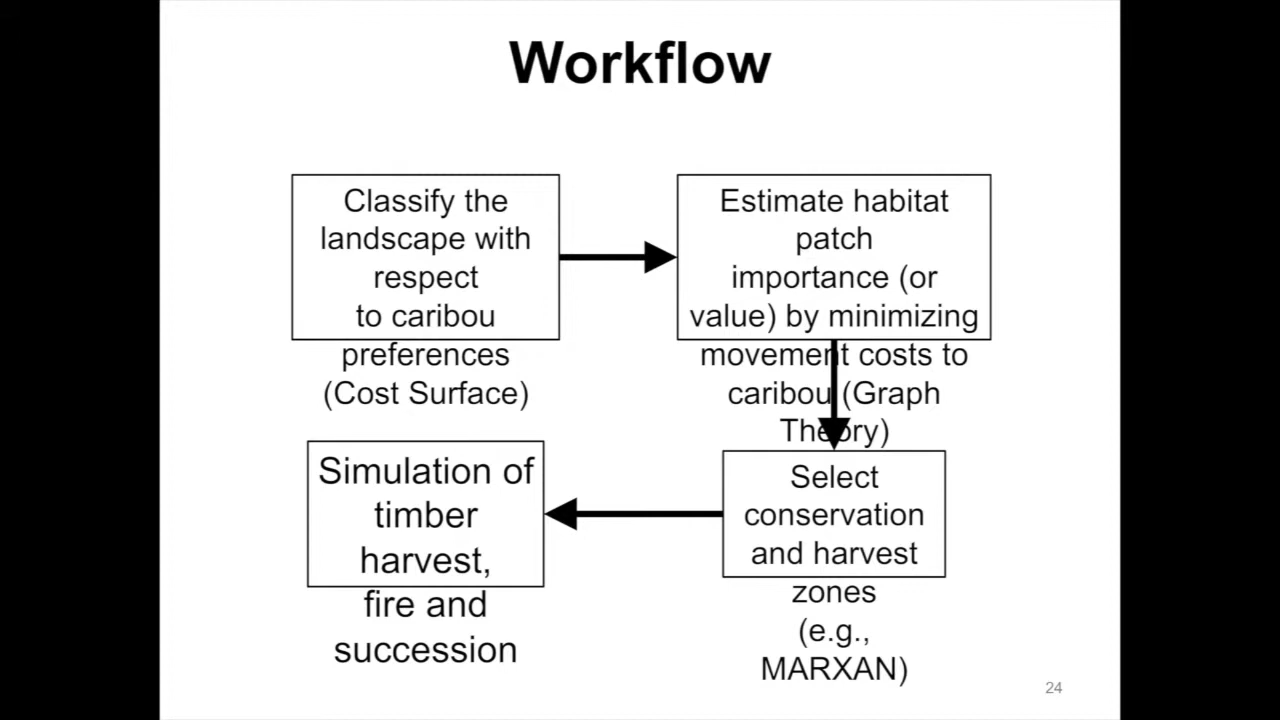 Workflow
Classify the
landscape with
respect
to caribou
preferences
(Cost Surface)
Estimate habitat
patch
importance (or
value) by minimizing
movement costs to
caribou (Graph
Theory)
Simulation of
timber
harvest,
fire and
succession
Select
conservation
and harvest
zones
(e.g.,
MARXAN)
24